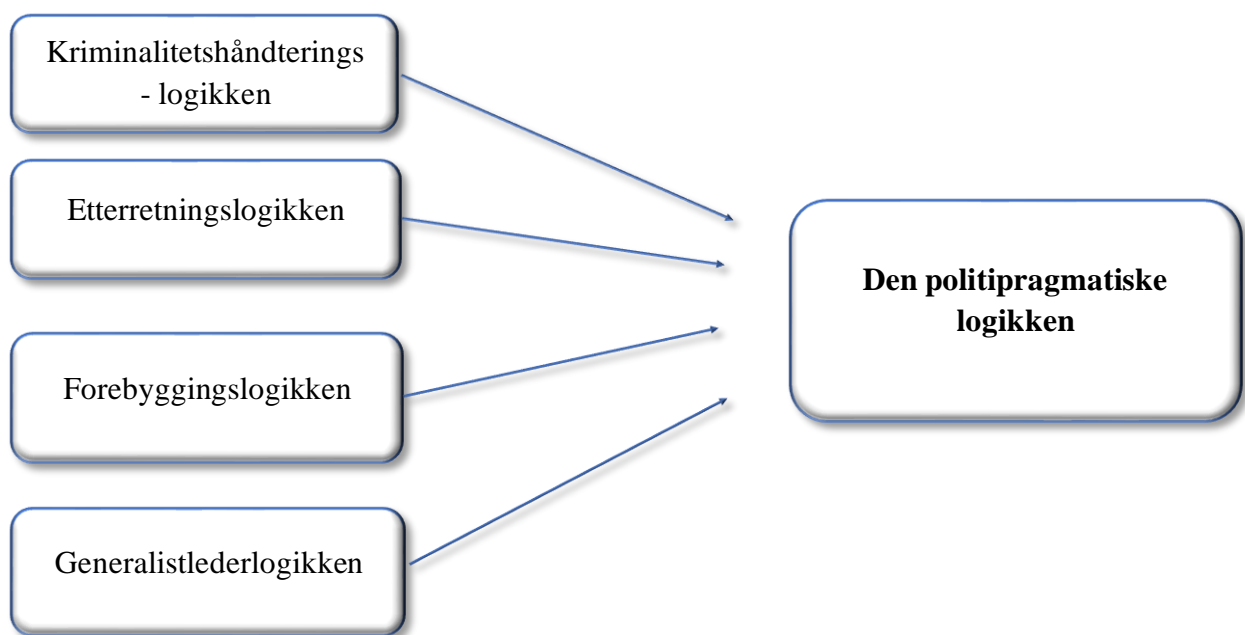 Kriminalitetshåndterings
- logikken
Etterretningslogikken
Forebyggingslogikken
Generalistlederlogikken
Den politipragmatiske
logikken